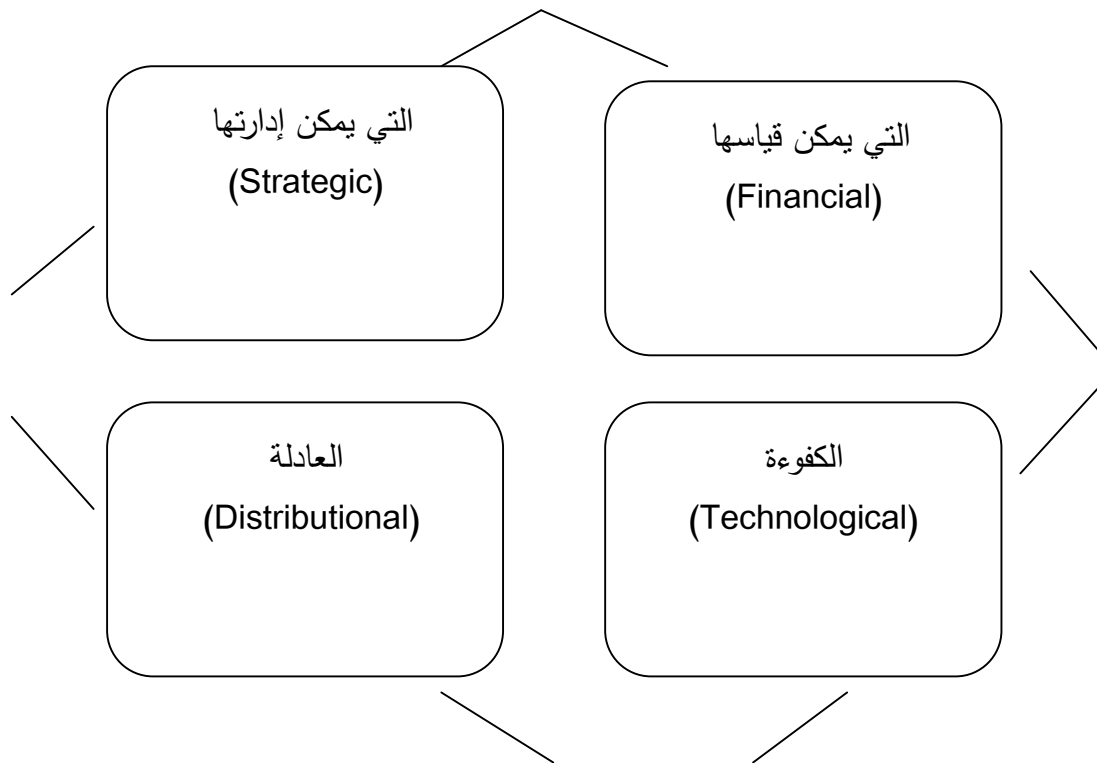 التي يمكن إدارتها
(Strategic)
التي يمكن قياسها
(Financial)
العادلة
(Distributional)
الكفوءة
(Technological)